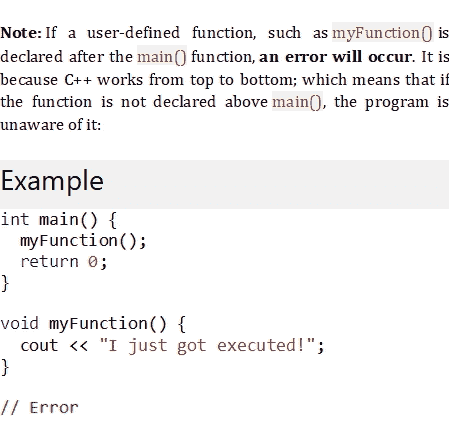 Note: If a user-defined function, such as myFunction() is
declared after the main() function, an error will occur. It is
because C++ works from top to bottom; which means that if
the function is not declared above main(), the program is
unaware of it:
Example
int main() {
  myFunction();
  return 0;
}
void myFunction() {
  cout << "I just got executed!";
}
// Error